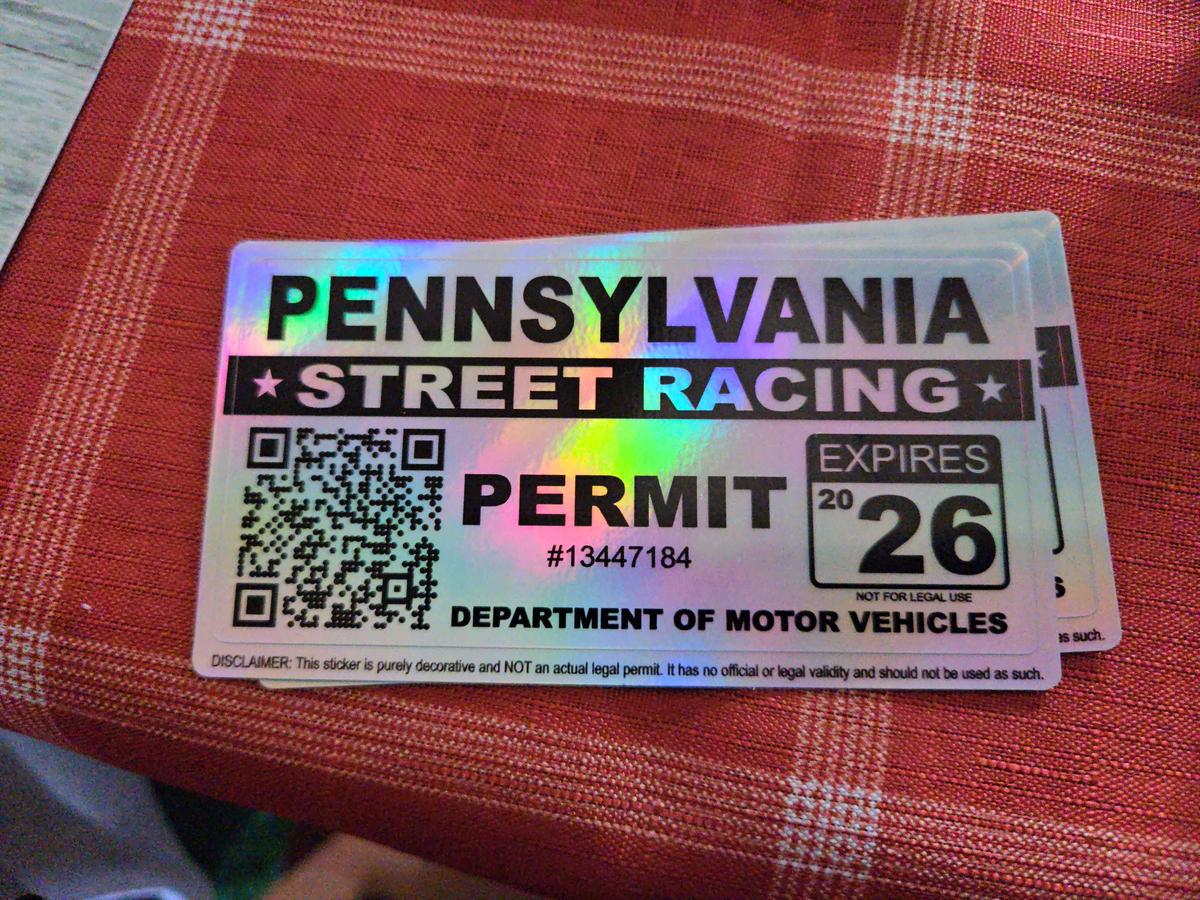 PENNSYLVANIA
★ STREET RACING ★
PERMIT
#13447184
EXPIRES
20 26
NOT FOR LEGAL USE
DEPARTMENT OF MOTOR VEHICLES
DISCLAIMER: This sticker is purely decorative and NOT an actual legal permit. It has no official or legal validity and should not be used as such.
as such.